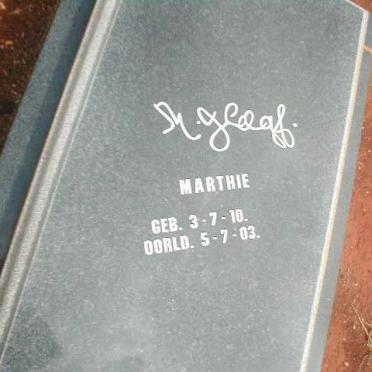 MARTHIE
GEB. 3-7-10.
OORLD. 5-7-03.